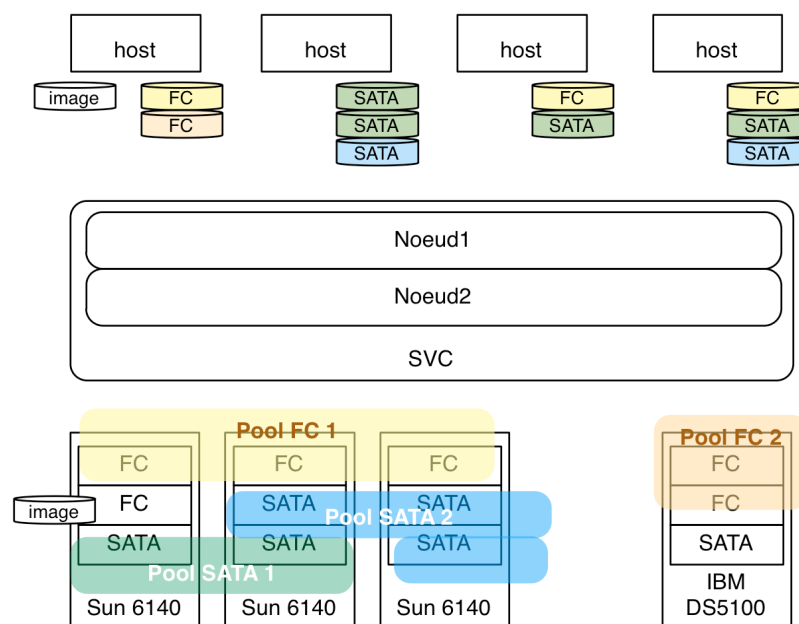 host host host host
image FC SATA FC FC
FC SATA SATA SATA
SATA SATA
Noeud1
Noeud2
SVC
Pool FC 1 Pool FC 2
FC FC FC FC
image FC SATA SATA FC
Pool SATA 2
SATA SATA SATA SATA
Pool SATA 1
IBM
Sun 6140 Sun 6140 Sun 6140 DS5100